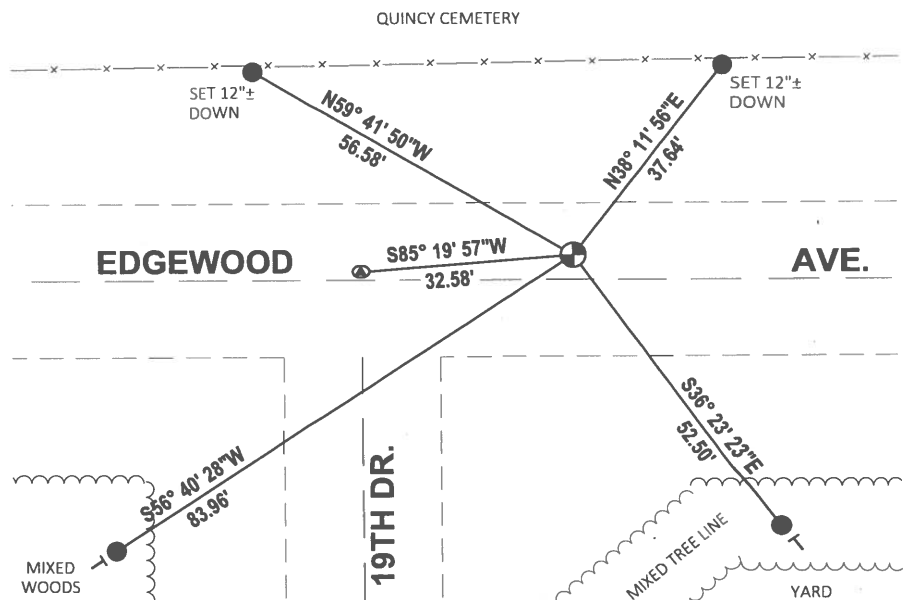 QUINCY CEMETERY
SET 12"±
DOWN
SET 12"±
DOWN
N59° 41' 50"W
56.58'
N38° 11' 56"E
37.64'
EDGEWOOD
S85° 19' 57"W
32.58'
AVE.
S56° 40' 28"W
83.96'
19TH DR.
S36° 23' 23"E
52.50'
MIXED
WOODS
MIXED TREE LINE
YARD